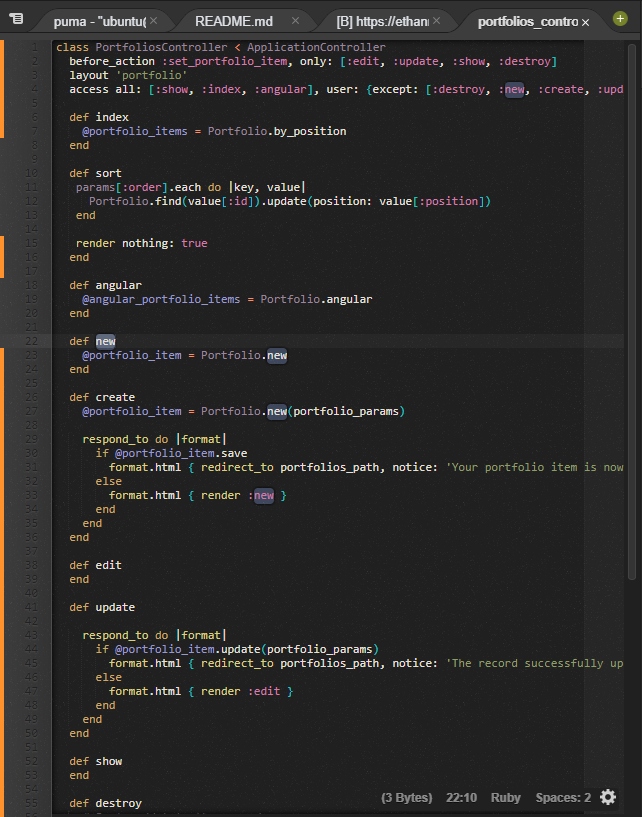 puma - "ubuntu@ × README.md × [B] https://ethan × portfolios_contro ×
1 class PortfoliosController < ApplicationController
2 before_action :set_portfolio_item, only: [:edit, :update, :show, :destroy]
3 layout 'portfolio'
4 access all: [:show, :index, :angular], user: {except: [:destroy, :new, :create, :upd
5
6 def index
7 @portfolio_items = Portfolio.by_position
8 end
9
10 def sort
11 params[:order].each do |key, value|
12 Portfolio.find(value[:id]).update(position: value[:position])
13 end
14
15 render nothing: true
16 end
17
18 def angular
19 @angular_portfolio_items = Portfolio.angular
20 end
21
22 def new
23 @portfolio_item = Portfolio.new
24 end
25
26 def create
27 @portfolio_item = Portfolio.new(portfolio_params)
28
29 respond_to do |format|
30 if @portfolio_item.save
31 format.html { redirect_to portfolios_path, notice: 'Your portfolio item is now
32 else
33 format.html { render :new }
34 end
35 end
36 end
37
38 def edit
39 end
40
41 def update
42
43 respond_to do |format|
44 if @portfolio_item.update(portfolio_params)
45 format.html { redirect_to portfolios_path, notice: 'The record successfully up
46 else
47 format.html { render :edit }
48 end
49 end
50 end
51
52 def show
53 end
54
55 def destroy
(3 Bytes) 22:10 Ruby Spaces: 2